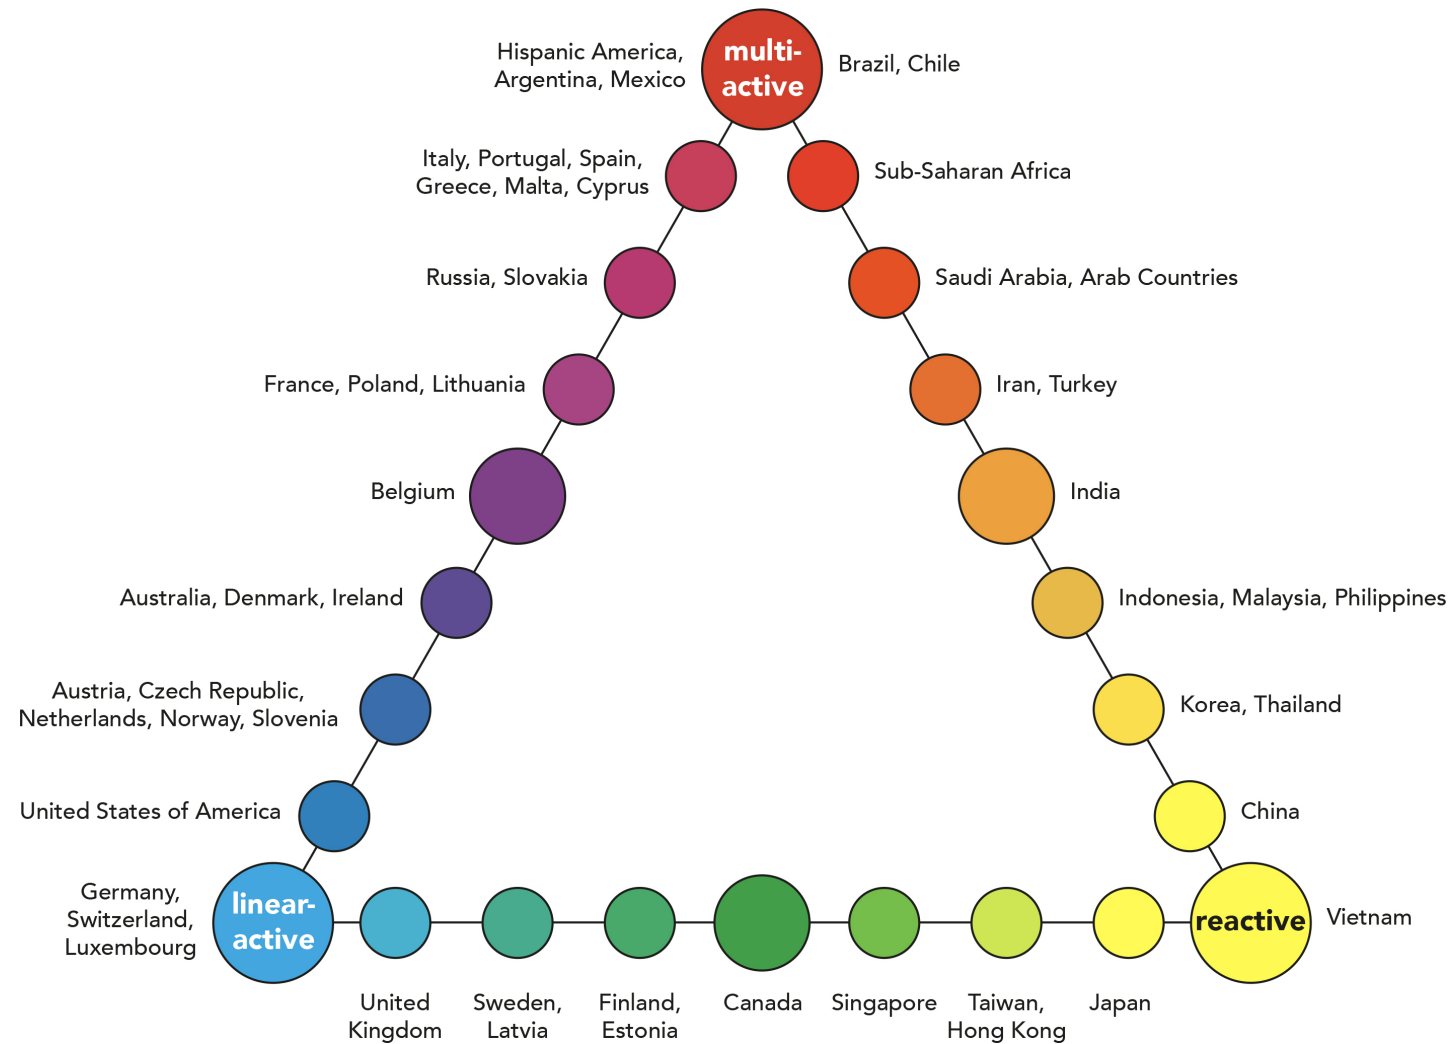 Hispanic America,
Argentina, Mexico
multi-
active
Brazil, Chile
Italy, Portugal, Spain,
Greece, Malta, Cyprus
Sub-Saharan Africa
Russia, Slovakia
Saudi Arabia, Arab Countries
France, Poland, Lithuania
Iran, Turkey
Belgium
India
Australia, Denmark, Ireland
Indonesia, Malaysia, Philippines
Austria, Czech Republic,
Netherlands, Norway, Slovenia
Korea, Thailand
United States of America
China
Germany,
Switzerland,
Luxembourg
linear-
active
reactive
Vietnam
United
Kingdom
Sweden,
Latvia
Finland,
Estonia
Canada
Singapore
Taiwan,
Hong Kong
Japan